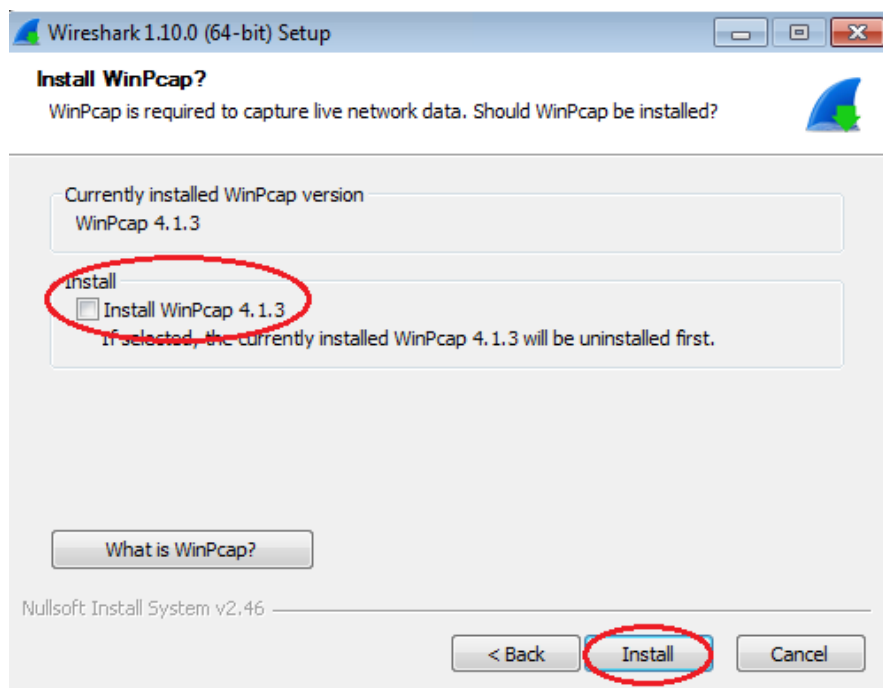 Wireshark 1.10.0 (64-bit) Setup
Install WinPcap?
WinPcap is required to capture live network data. Should WinPcap be installed?
Currently installed WinPcap version
WinPcap 4.1.3
Install
Install WinPcap 4.1.3
If selected, the currently installed WinPcap 4.1.3 will be uninstalled first.
What is WinPcap?
Nullsoft Install System v2.46
< Back
Install
Cancel